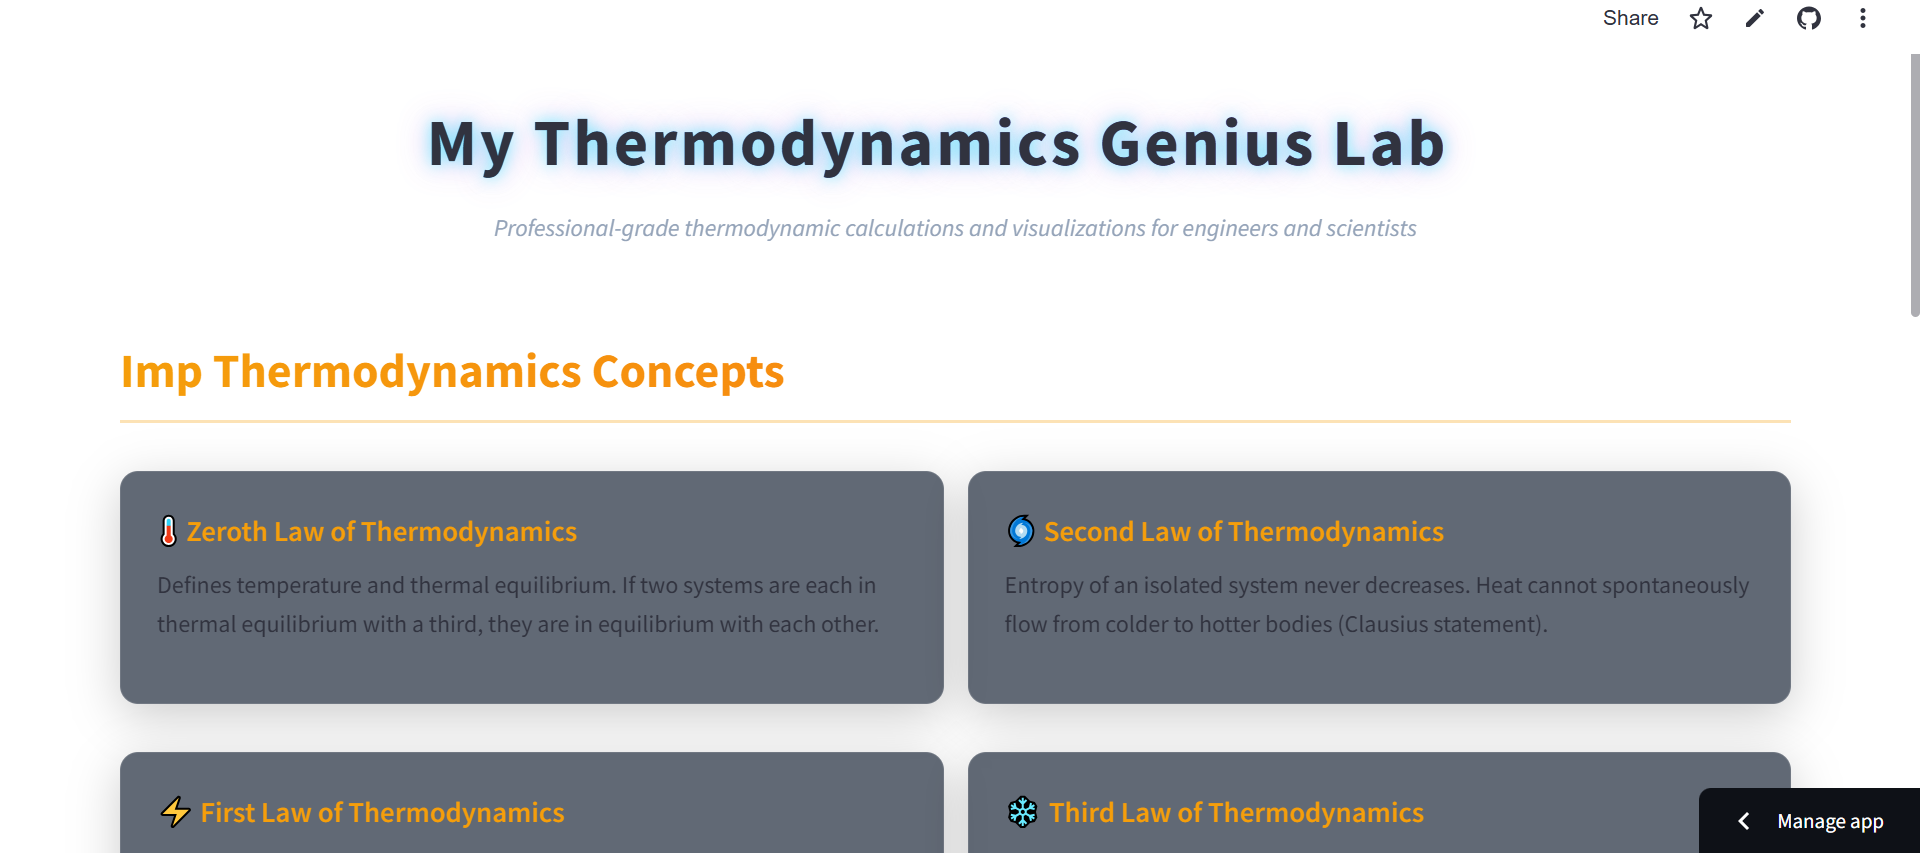 Share
My Thermodynamics Genius Lab
Professional-grade thermodynamic calculations and visualizations for engineers and scientists
Imp Thermodynamics Concepts
Zeroth Law of Thermodynamics
Defines temperature and thermal equilibrium. If two systems are each in
thermal equilibrium with a third, they are in equilibrium with each other.
Second Law of Thermodynamics
Entropy of an isolated system never decreases. Heat cannot spontaneously
flow from colder to hotter bodies (Clausius statement).
First Law of Thermodynamics
Third Law of Thermodynamics
Manage app